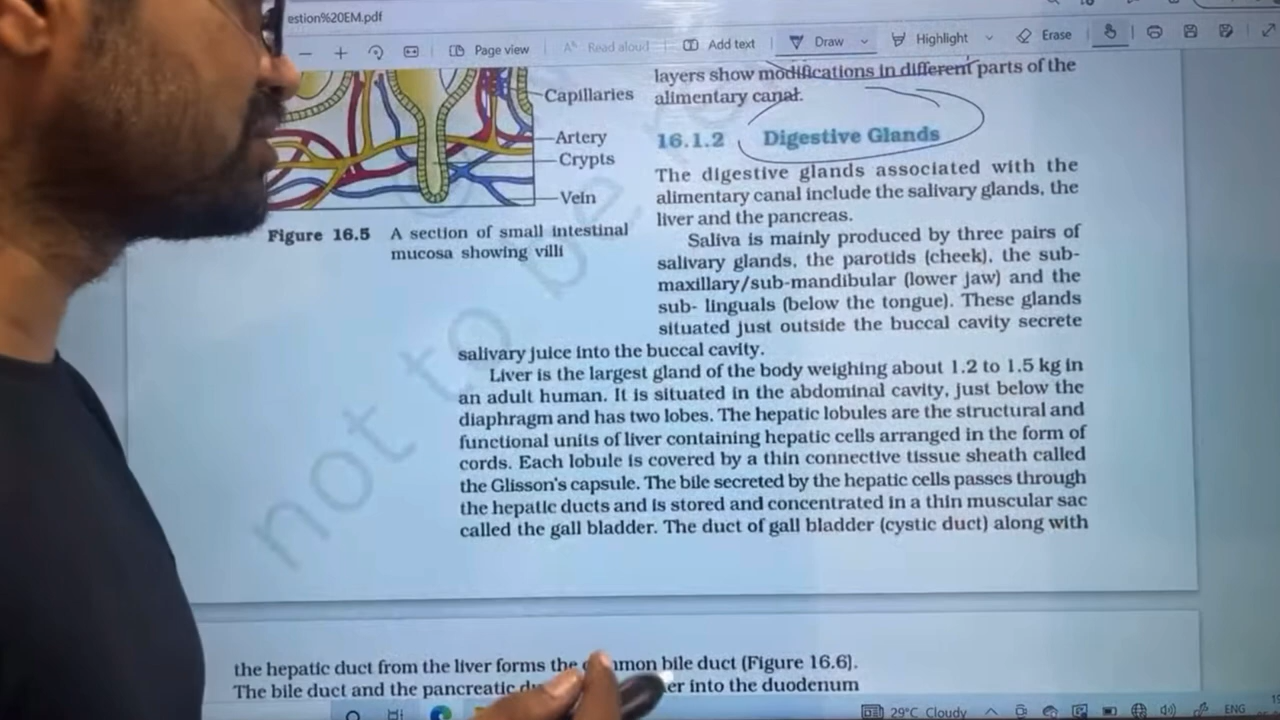 estion%20EM.pdf
Page view
Read aloud
Add text
Draw
Highlight
Erase
Capillaries
Artery
Crypts
Vein
Figure 16.5 A section of small intestinal
mucosa showing villi
layers show modifications in different parts of the
alimentary canal.
16.1.2 Digestive Glands
The digestive glands associated with the
alimentary canal include the salivary glands, the
liver and the pancreas.
Saliva is mainly produced by three pairs of
salivary glands, the parotids (cheek), the sub-
maxillary/sub-mandibular (lower jaw) and the
sub- linguals (below the tongue). These glands
situated just outside the buccal cavity secrete
salivary juice into the buccal cavity.
Liver is the largest gland of the body weighing about 1.2 to 1.5 kg in
an adult human. It is situated in the abdominal cavity, just below the
diaphragm and has two lobes. The hepatic lobules are the structural and
functional units of liver containing hepatic cells arranged in the form of
cords. Each lobule is covered by a thin connective tissue sheath called
the Glisson's capsule. The bile secreted by the hepatic cells passes through
the hepatic ducts and is stored and concentrated in a thin muscular sac
called the gall bladder. The duct of gall bladder (cystic duct) along with
not to be
the hepatic duct from the liver forms the mmon bile duct (Figure 16.6).
The bile duct and the pancreatic er into the duodenum
29°C Cloudy
ENG